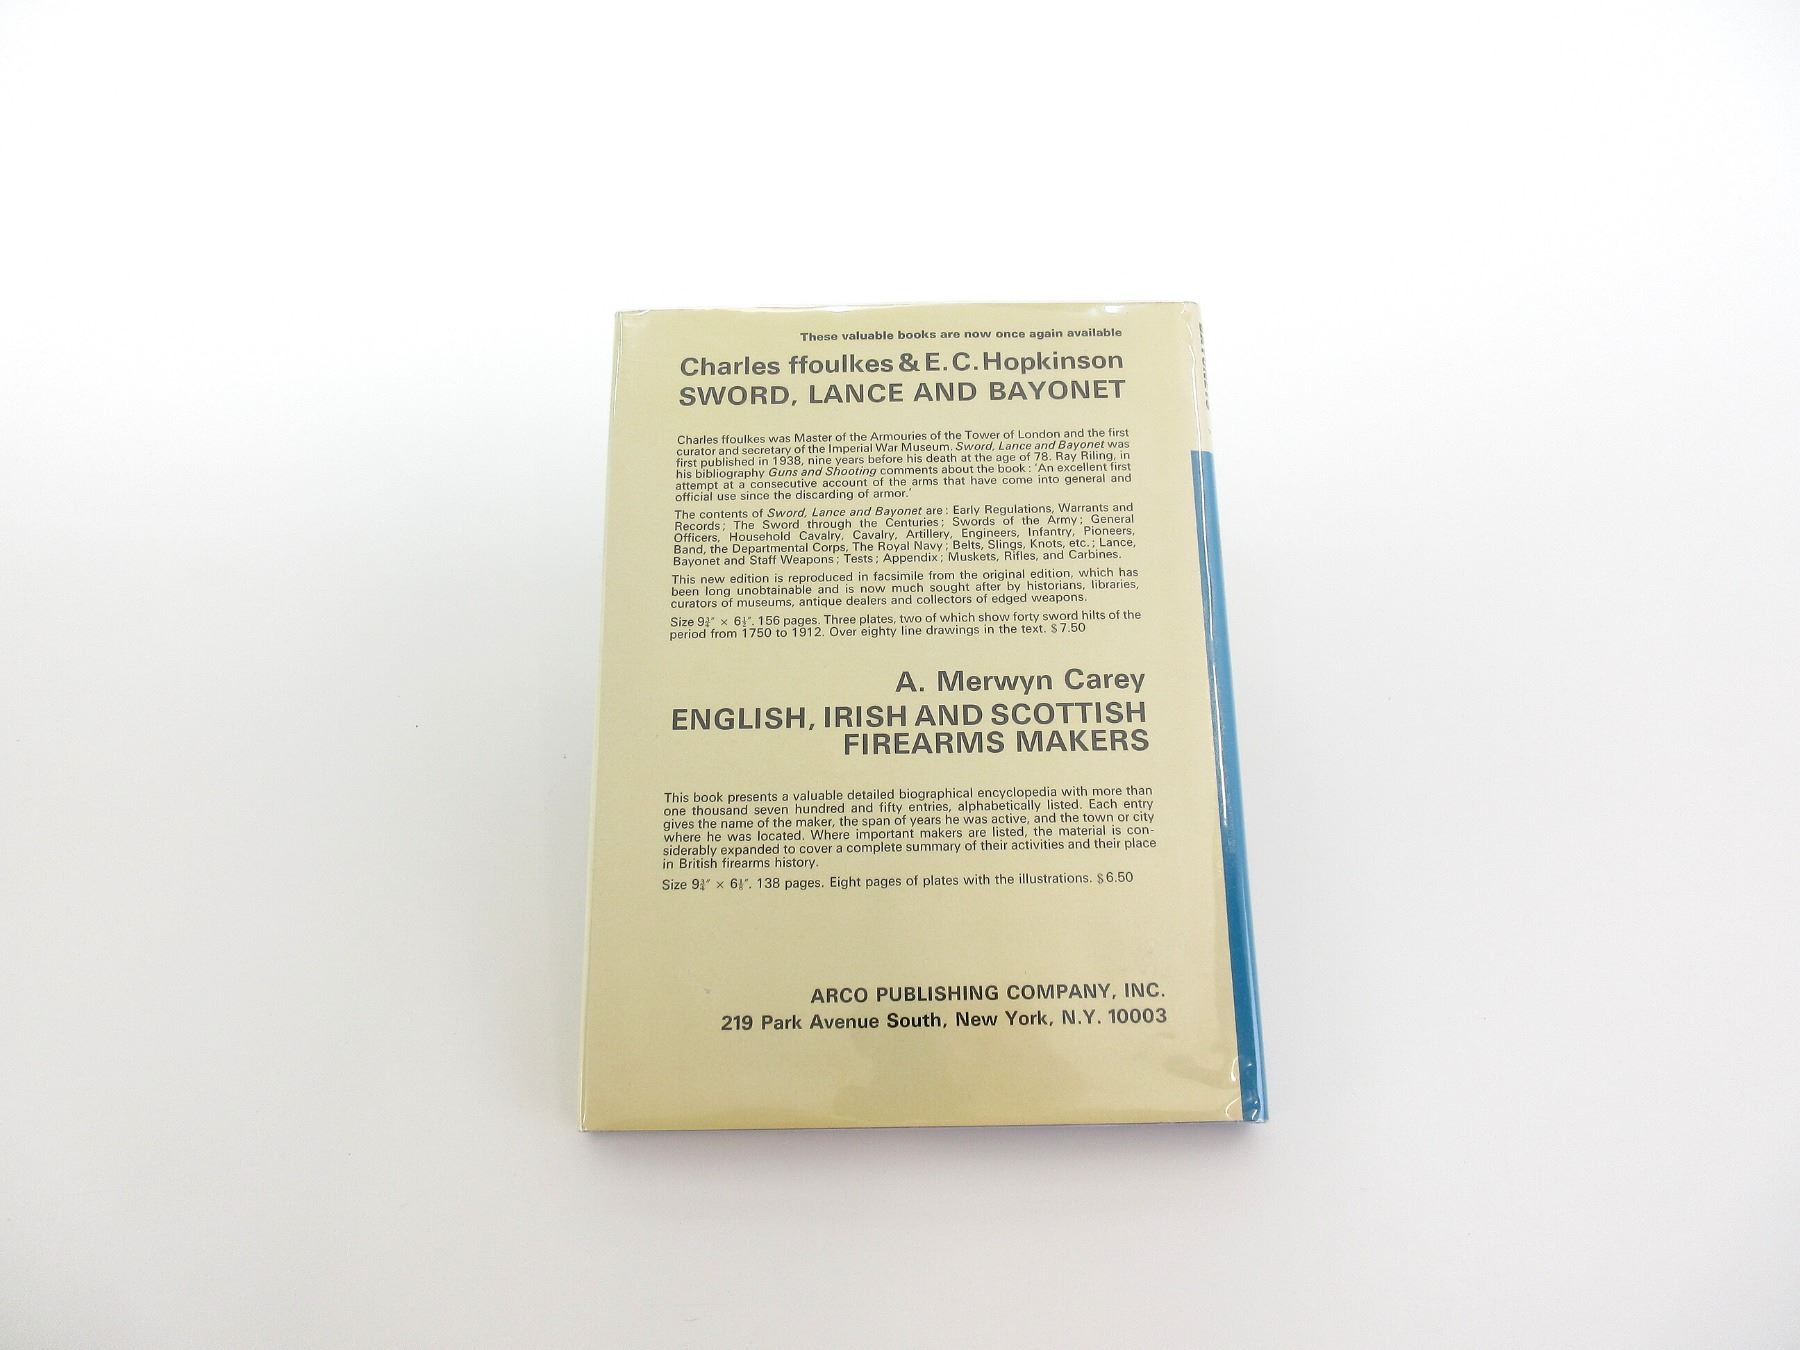 These valuable books are now once again available
Charles ffoulkes & E. C. Hopkinson
SWORD, LANCE AND BAYONET
Charles ffoulkes was Master of the Armouries of the Tower of London and the first
curator and secretary of the Imperial War Museum. Sword, Lance and Bayonet was
first published in 1938, nine years before his death at the age of 78. Ray Riling, in
his bibliography Guns and Shooting comments about the book : 'An excellent first
attempt at a consecutive account of the arms that have come into general and
official use since the discarding of armor.'
The contents of Sword, Lance and Bayonet are : Early Regulations, Warrants and
Records ; The Sword through the Centuries ; Swords of the Army ; General
Officers, Household Cavalry, Cavalry, Artillery, Engineers, Infantry, Pioneers,
Band, the Departmental Corps, The Royal Navy ; Belts, Slings, Knots, etc. ; Lance,
Bayonet and Staff Weapons ; Tests ; Appendix ; Muskets, Rifles, and Carbines.
This new edition is reproduced in facsimile from the original edition, which has
been long unobtainable and is now much sought after by historians, libraries,
curators of museums, antique dealers and collectors of edged weapons.
Size 9¾" × 6½". 156 pages. Three plates, two of which show forty sword hilts of the
period from 1750 to 1912. Over eighty line drawings in the text. $7.50
A. Merwyn Carey
ENGLISH, IRISH AND SCOTTISH
FIREARMS MAKERS
This book presents a valuable detailed biographical encyclopedia with more than
one thousand seven hundred and fifty entries, alphabetically listed. Each entry
gives the name of the maker, the span of years he was active, and the town or city
where he was located. Where important makers are listed, the material is con-
siderably expanded to cover a complete summary of their activities and their place
in British firearms history.
Size 9¾" × 6⅛". 138 pages. Eight pages of plates with the illustrations. $6.50
ARCO PUBLISHING COMPANY, INC.
219 Park Avenue South, New York, N.Y. 10003